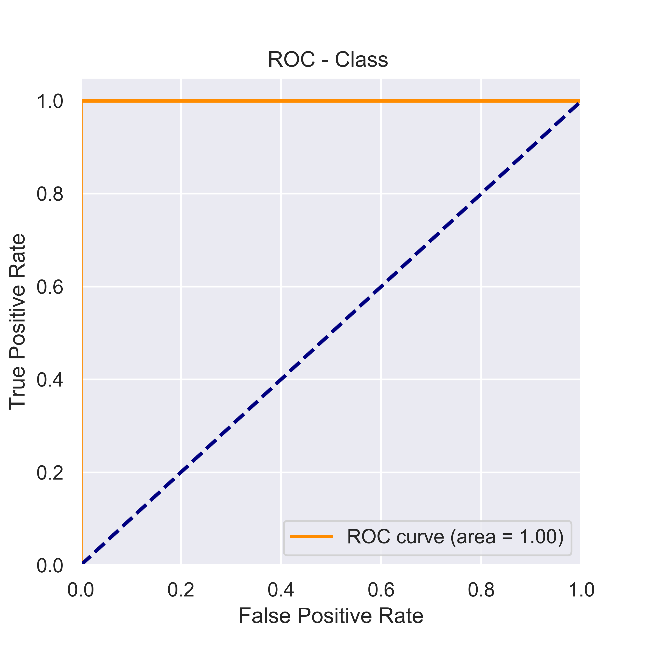 ROC - Class
1.0
0.8
0.6
0.4
0.2
0.0
True Positive Rate
ROC curve (area = 1.00)
0.0 0.2 0.4 0.6 0.8 1.0
False Positive Rate